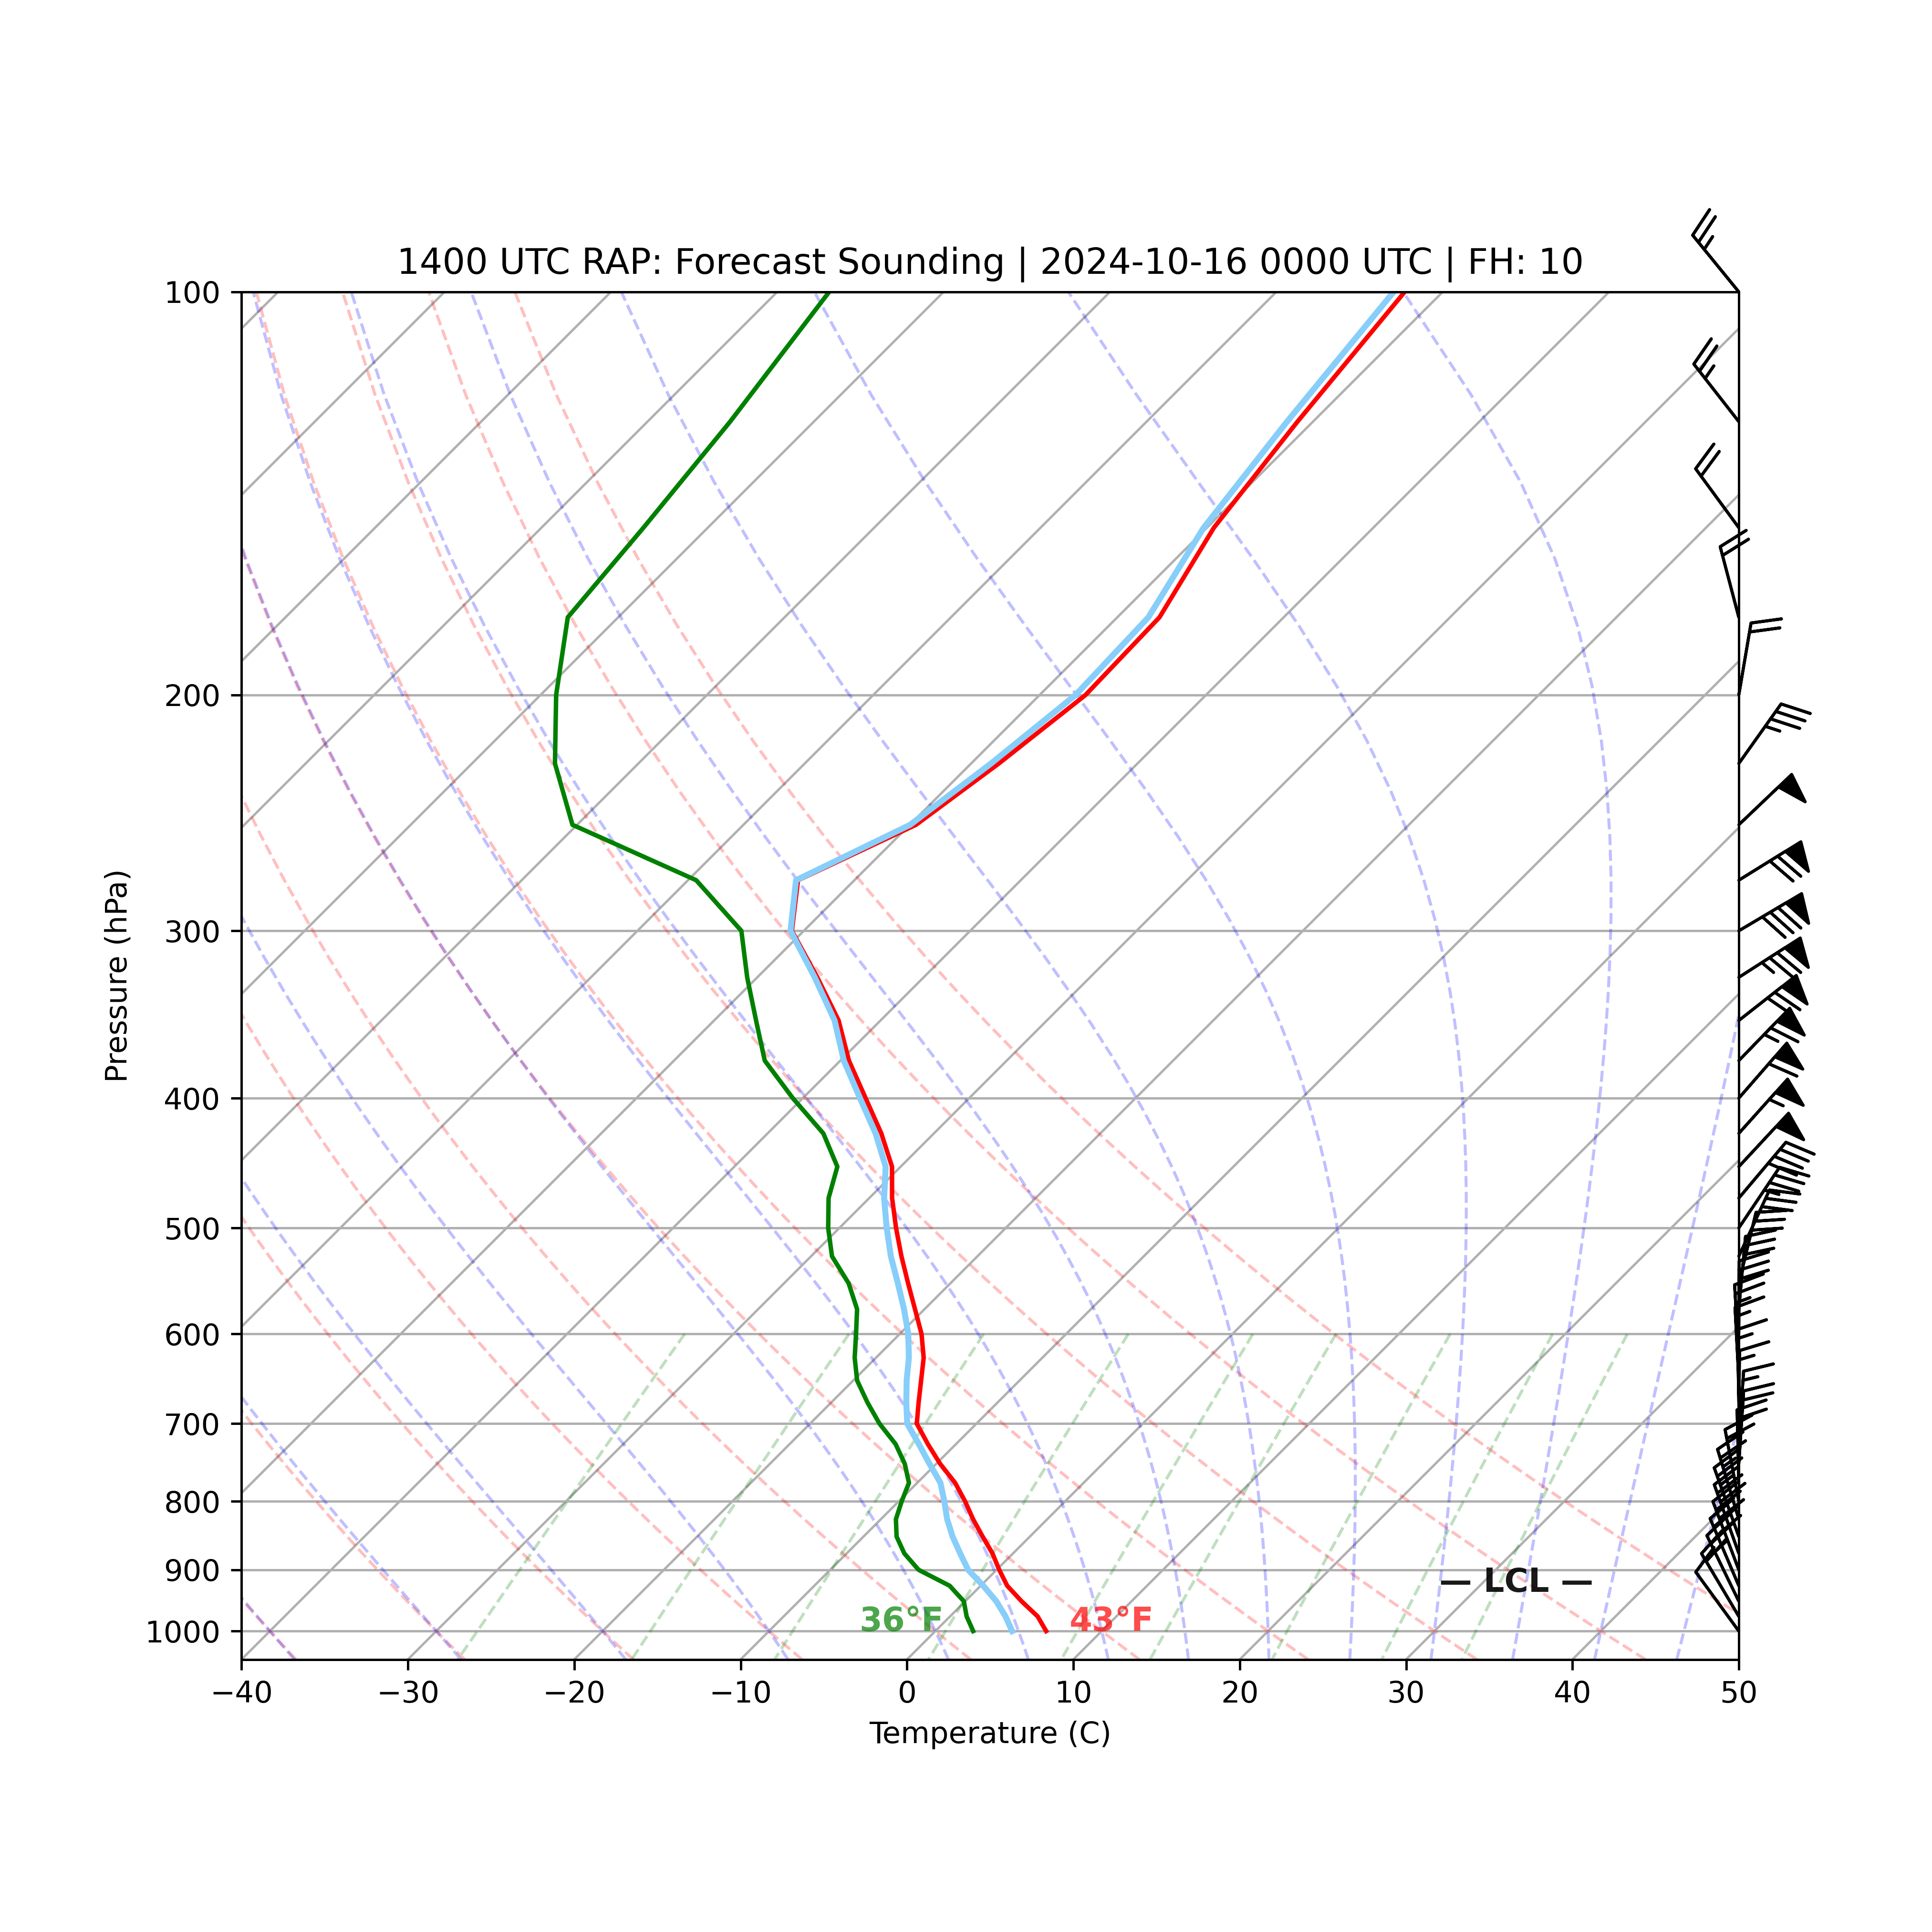 1400 UTC RAP: Forecast Sounding | 2024-10-16 0000 UTC | FH: 10
100
200
300
400
500
600
700
800
900
1000
Pressure (hPa)
— LCL —
36°F 43°F
−40 −30 −20 −10 0 10 20 30 40 50
Temperature (C)